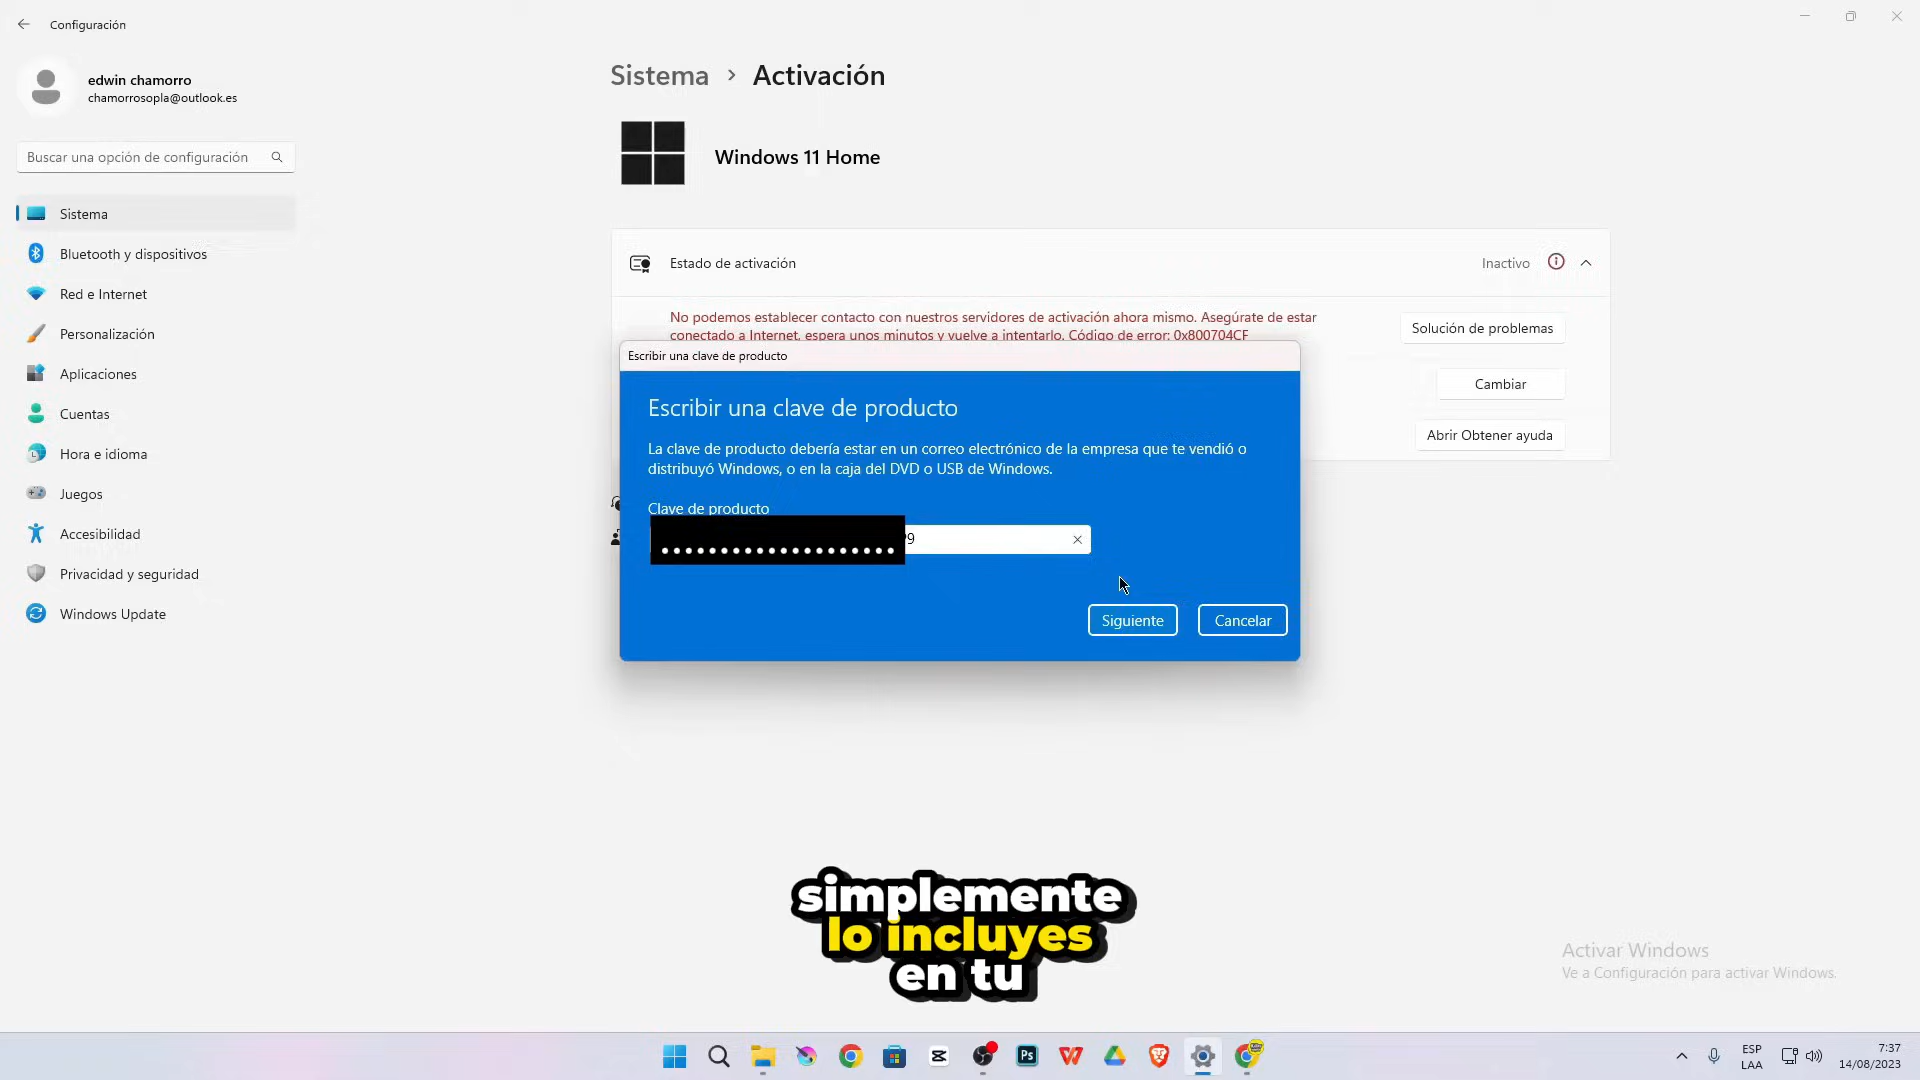 Configuración
edwin chamorro
chamorrosopla@outlook.es
Buscar una opción de configuración
Sistema
Bluetooth y dispositivos
Red e Internet
Personalización
Aplicaciones
Cuentas
Hora e idioma
Juegos
Accesibilidad
Privacidad y seguridad
Windows Update
Sistema > Activación
Windows 11 Home
Estado de activación
Inactivo
No podemos establecer contacto con nuestros servidores de activación ahora mismo. Asegúrate de estar
conectado a Internet, espera unos minutos y vuelve a intentarlo. Código de error: 0x800704CF
Solución de problemas
Cambiar
Abrir Obtener ayuda
Escribir una clave de producto
Escribir una clave de producto
La clave de producto debería estar en un correo electrónico de la empresa que te vendió o
distribuyó Windows, o en la caja del DVD o USB de Windows.
Clave de producto
9
Siguiente
Cancelar
simplemente
lo incluyes
en tu
Activar Windows
Ve a Configuración para activar Windows.
Ps
ESP
LAA
7:37
14/08/2023